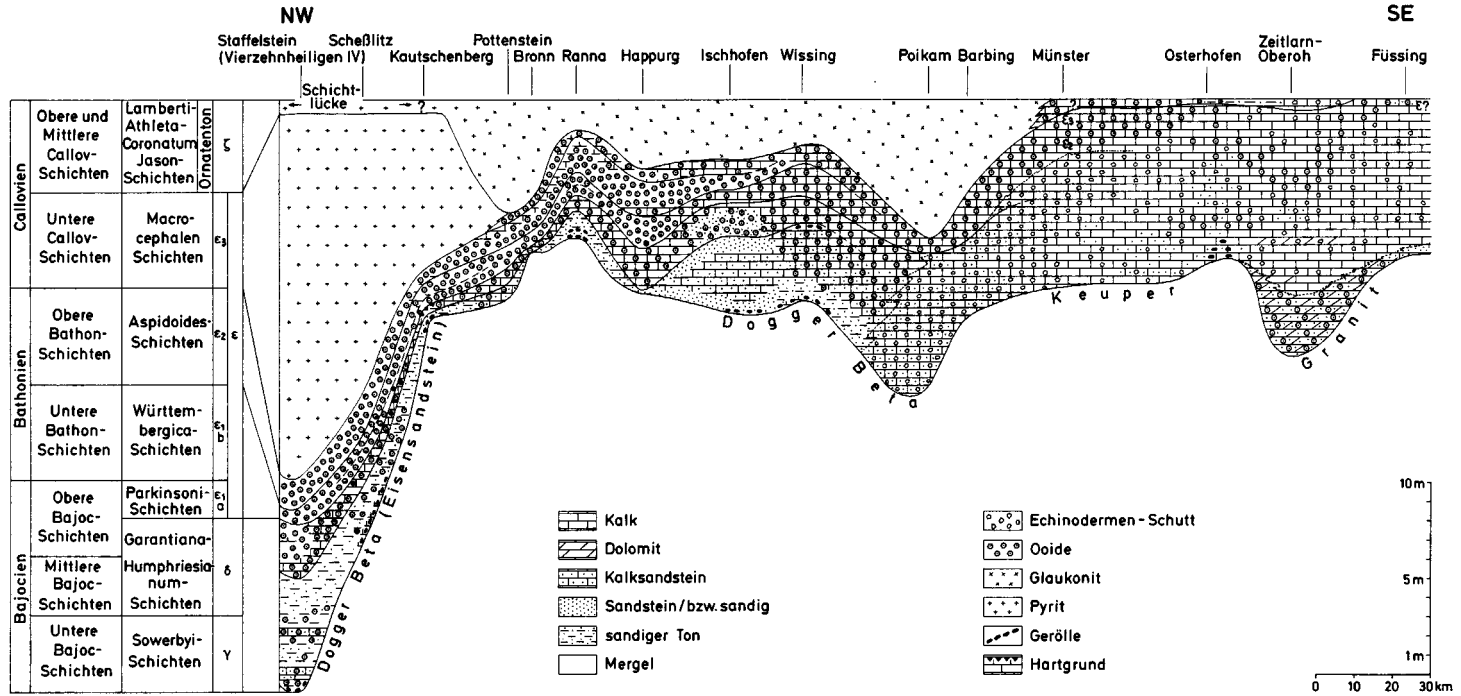 NW
SE
Staffelstein
(Vierzehnheiligen IV)
Scheßlitz
Kautschenberg
Pottenstein
Bronn
Ranna
Happurg
Ischhofen
Wissing
Poikam
Barbing
Münster
Osterhofen
Zeitlarn-
Oberöh
Füssing
Schicht-
lücke
?
?
ε?
ε3
ε2
Callovien
Obere und
Mittlere
Callov-
Schichten
Lamberti-
Athleta-
Coronatum
Jason-
Schichten
Ornatenton
ζ
Untere
Callov-
Schichten
Macro-
cephalen
Schichten
ε3
Bathonien
Obere
Bathon-
Schichten
Aspidoides-
Schichten
ε2
ε
Untere
Bathon-
Schichten
Württem-
bergica-
Schichten
ε1
b
Bajocien
Obere
Bajoc-
Schichten
Parkinsoni-
Schichten
ε1
a
Garantiana-
Mittlere
Bajoc-
Schichten
Humphriesia-
num-
Schichten
δ
Untere
Bajoc-
Schichten
Sowerbyi-
Schichten
γ
Dogger Beta (Eisensandstein)
Dogger Beta
Keuper
Granit
Kalk
Dolomit
Kalksandstein
Sandstein/bzw. sandig
sandiger Ton
Mergel
Echinodermen-Schutt
Ooide
Glaukonit
Pyrit
Gerölle
Hartgrund
10m
5m
1m
0 10 20 30km